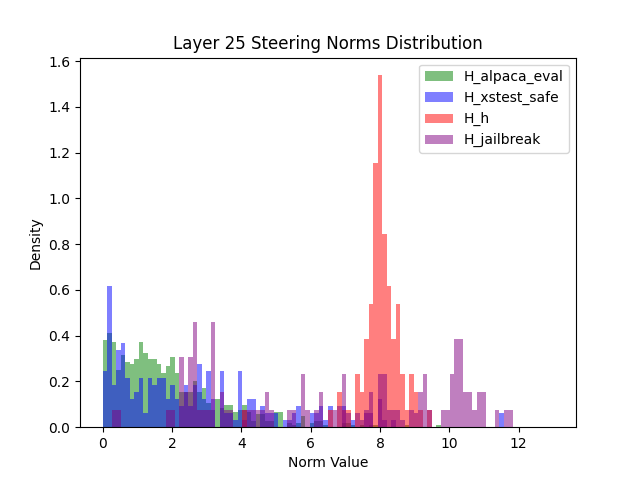 Layer 25 Steering Norms Distribution
1.6
1.4
1.2
1.0
0.8
0.6
0.4
0.2
0.0
Density
H_alpaca_eval
H_xstest_safe
H_h
H_jailbreak
0 2 4 6 8 10 12
Norm Value